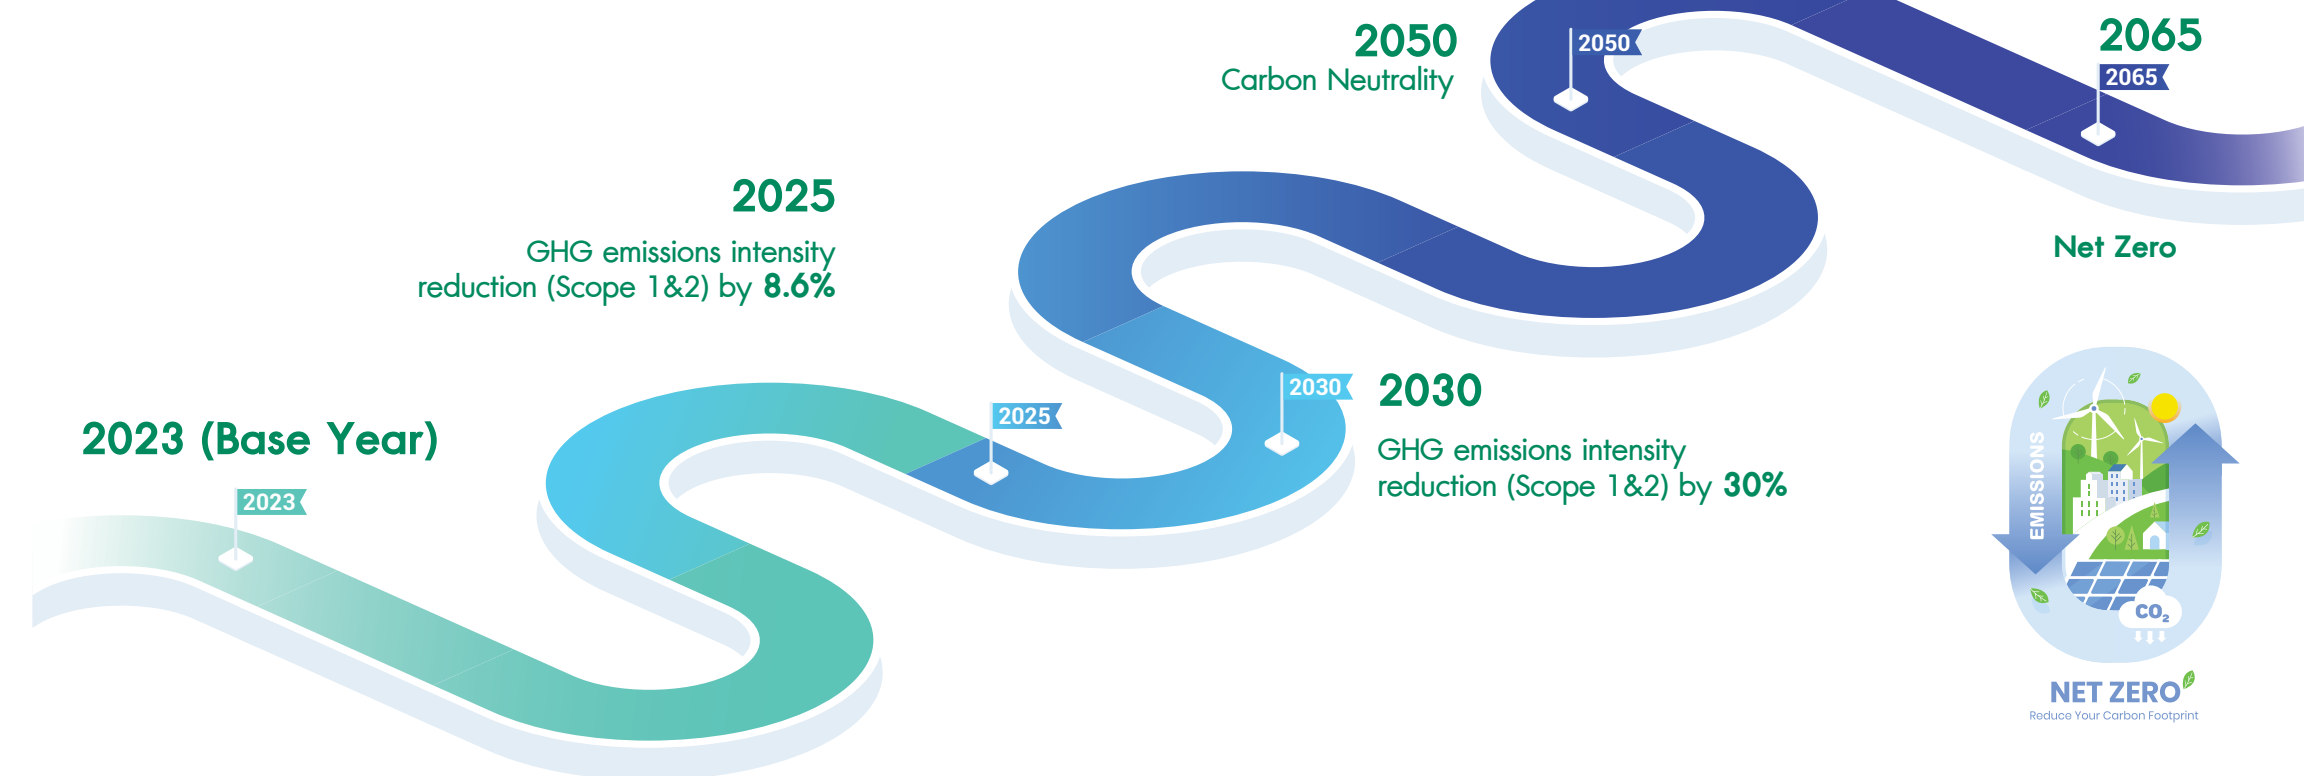 2023 (Base Year)
2023
2025
GHG emissions intensity
reduction (Scope 1&2) by 8.6%
2025
2030
2030
GHG emissions intensity
reduction (Scope 1&2) by 30%
2050
Carbon Neutrality
2050
2065
2065
Net Zero
EMISSIONS
CO₂
NET ZERO
Reduce Your Carbon Footprint